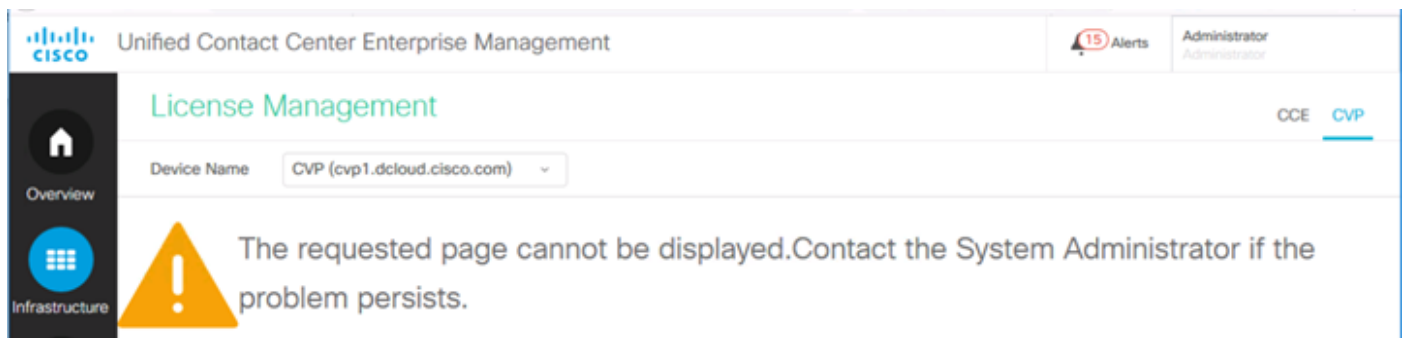 CISCO
Unified Contact Center Enterprise Management
15 Alerts
Administrator
Administrator
License Management
CCE CVP
Device Name CVP (cvp1.dcloud.cisco.com)
Overview
The requested page cannot be displayed.Contact the System Administrator if the
problem persists.
Infrastructure